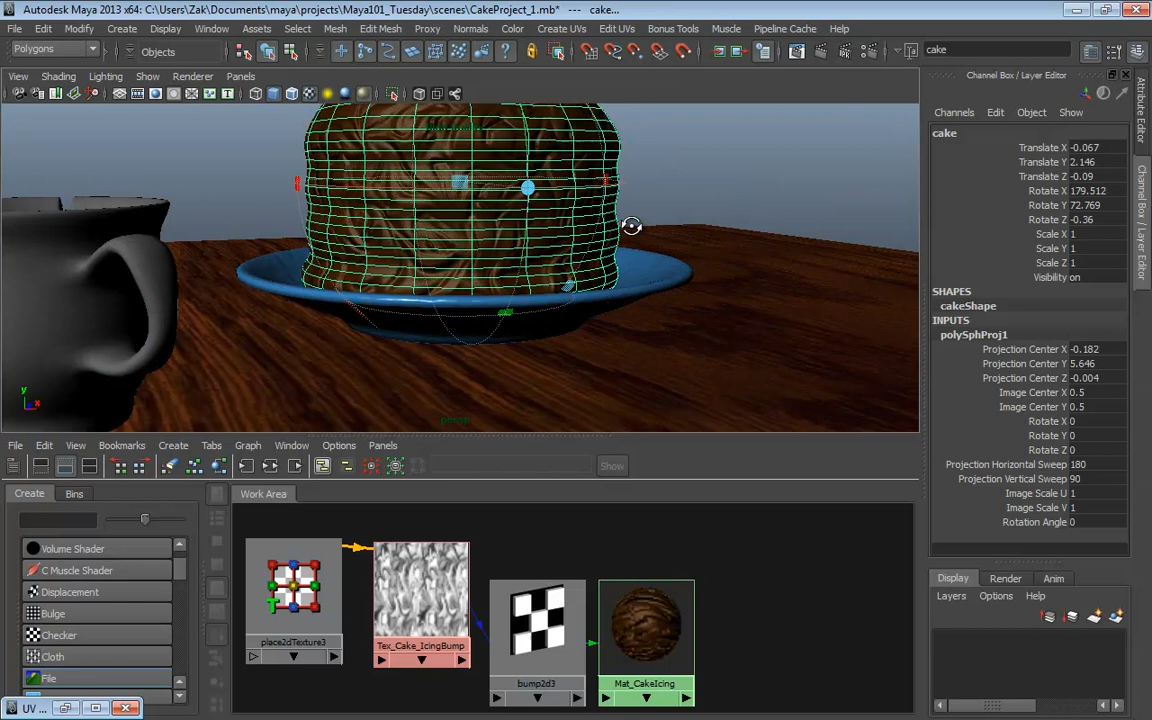 Autodesk Maya 2013 x64: C:\Users\Zak\Documents\maya\projects\Maya101_Tuesday\scenes\CakeProject_1.mb* --- cake...
File Edit Modify Create Display Window Assets Select Mesh Edit Mesh Proxy Normals Color Create UVs Edit UVs Bonus Tools Muscle Pipeline Cache Help
Polygons Objects cake
View Shading Lighting Show Renderer Panels
Channel Box / Layer Editor
Channels Edit Object Show
cake
Translate X -0.067
Translate Y 2.146
Translate Z -0.09
Rotate X 179.512
Rotate Y 72.769
Rotate Z -0.36
Scale X 1
Scale Y 1
Scale Z 1
Visibility on
SHAPES
cakeShape
INPUTS
polySphProj1
Projection Center X -0.182
Projection Center Y 5.646
Projection Center Z -0.004
Image Center X 0.5
Image Center Y 0.5
Rotate X 0
Rotate Y 0
Rotate Z 0
Projection Horizontal Sweep 180
Projection Vertical Sweep 90
Image Scale U 1
Image Scale V 1
Rotation Angle 0
Attribute Editor
Channel Box / Layer Editor
y
x
persp
File Edit View Bookmarks Create Tabs Graph Window Options Panels
Show
Create Bins
Work Area
Volume Shader
C Muscle Shader
Displacement
Bulge
Checker
Cloth
File
place2dTexture3
Tex_Cake_IcingBump
bump2d3
Mat_CakeIcing
Display Render Anim
Layers Options Help
UV ...